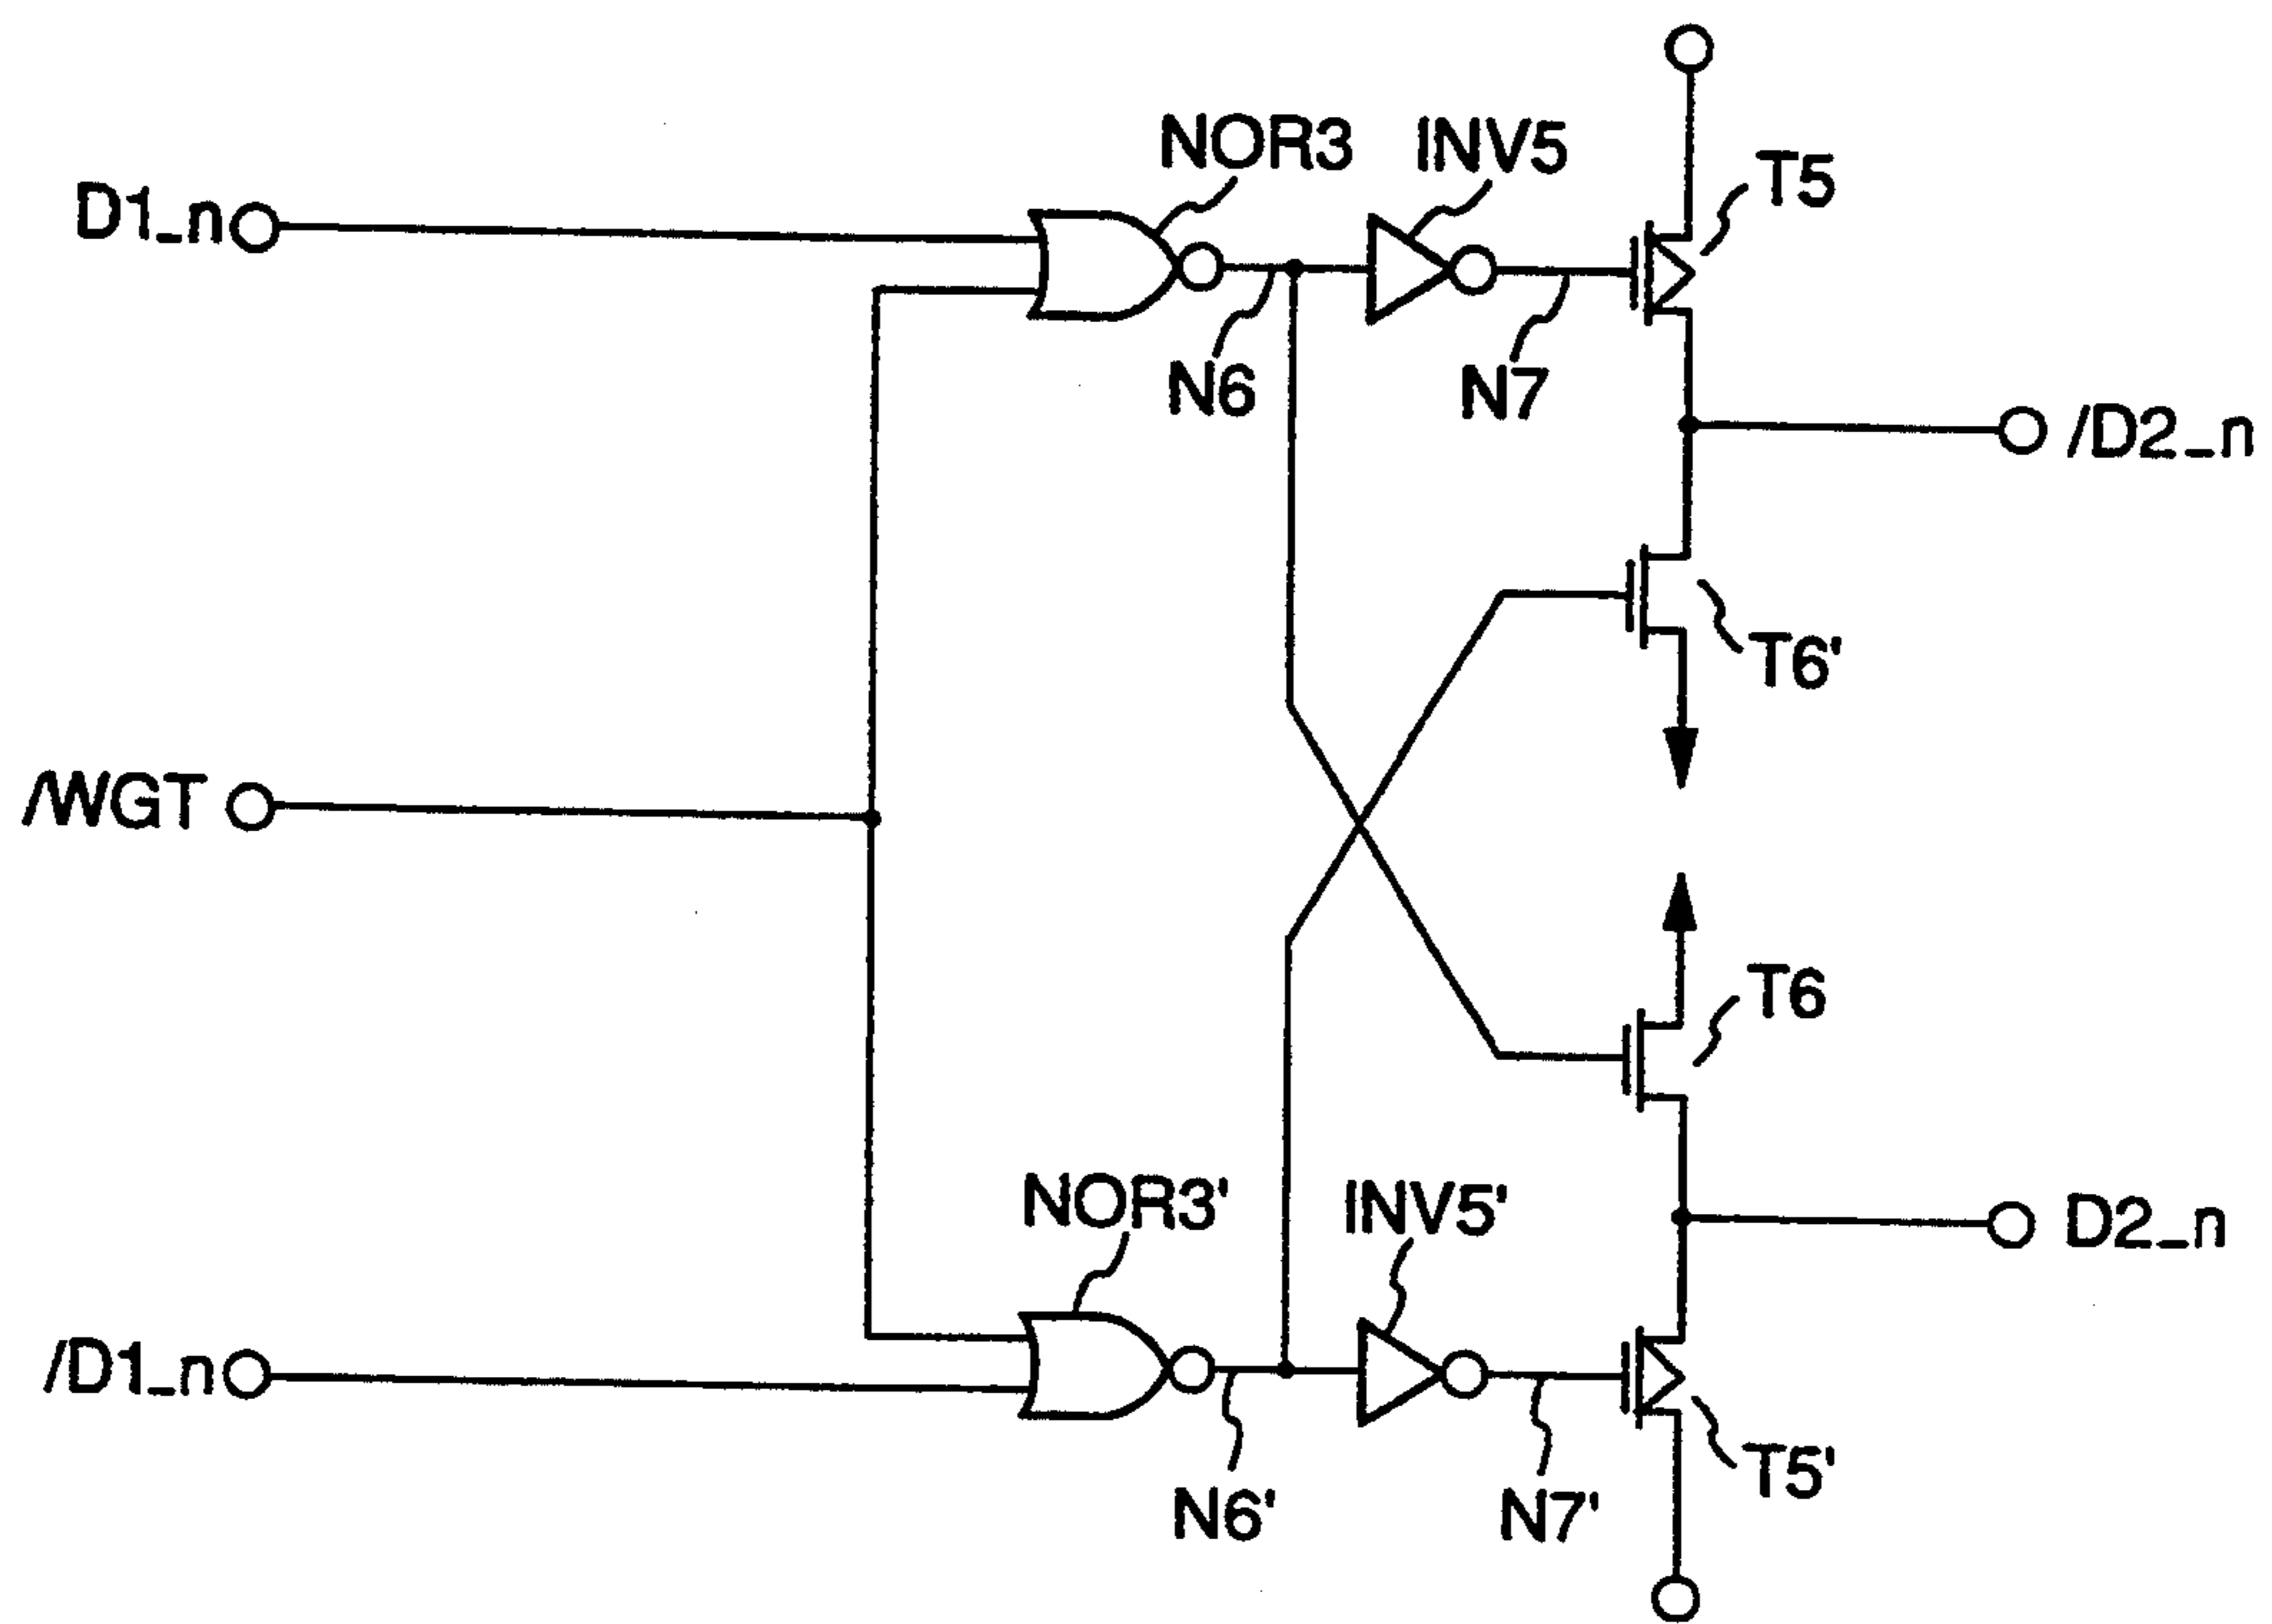 NOR3
INV5
T5
D1_n
N6
N7
/D2_n
T6'
/WGT
T6
NOR3'
INV5'
D2_n
/D1_n
T5'
N6'
N7'